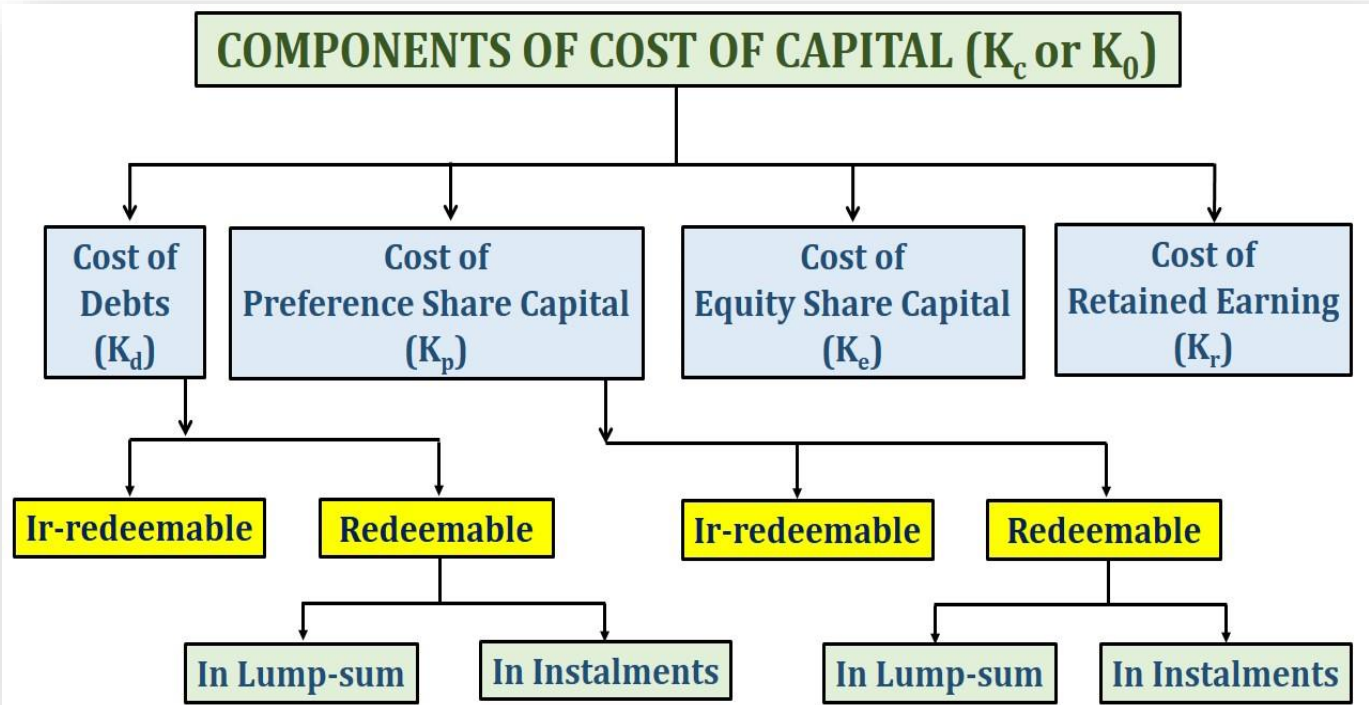 COMPONENTS OF COST OF CAPITAL (Kc or K0)
Cost of
Debts
(Kd)
Cost of
Preference Share Capital
(Kp)
Cost of
Equity Share Capital
(Ke)
Cost of
Retained Earning
(Kr)
Ir-redeemable
Redeemable
Ir-redeemable
Redeemable
In Lump-sum
In Instalments
In Lump-sum
In Instalments